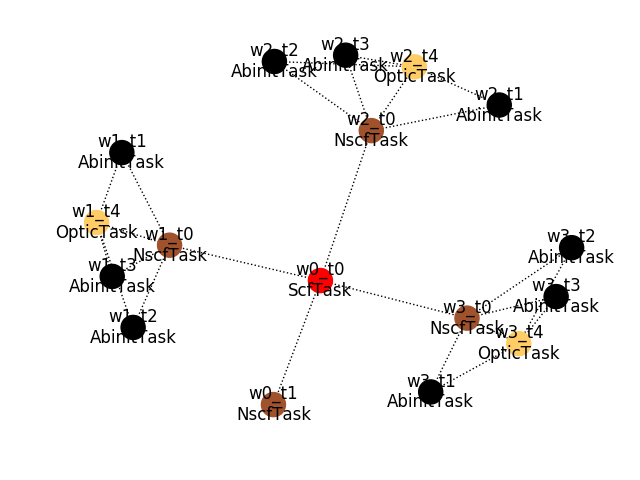 w2_t2
AbinitTask
w2_t3
AbinitTask
w2_t4
OpticTask
w2_t1
AbinitTask
w2_t0
NscfTask
w1_t1
AbinitTask
w1_t4
OpticTask
w1_t0
NscfTask
w1_t3
AbinitTask
w1_t2
AbinitTask
w0_t0
ScfTask
w3_t2
AbinitTask
w3_t3
AbinitTask
w3_t0
NscfTask
w3_t4
OpticTask
w3_t1
AbinitTask
w0_t1
NscfTask